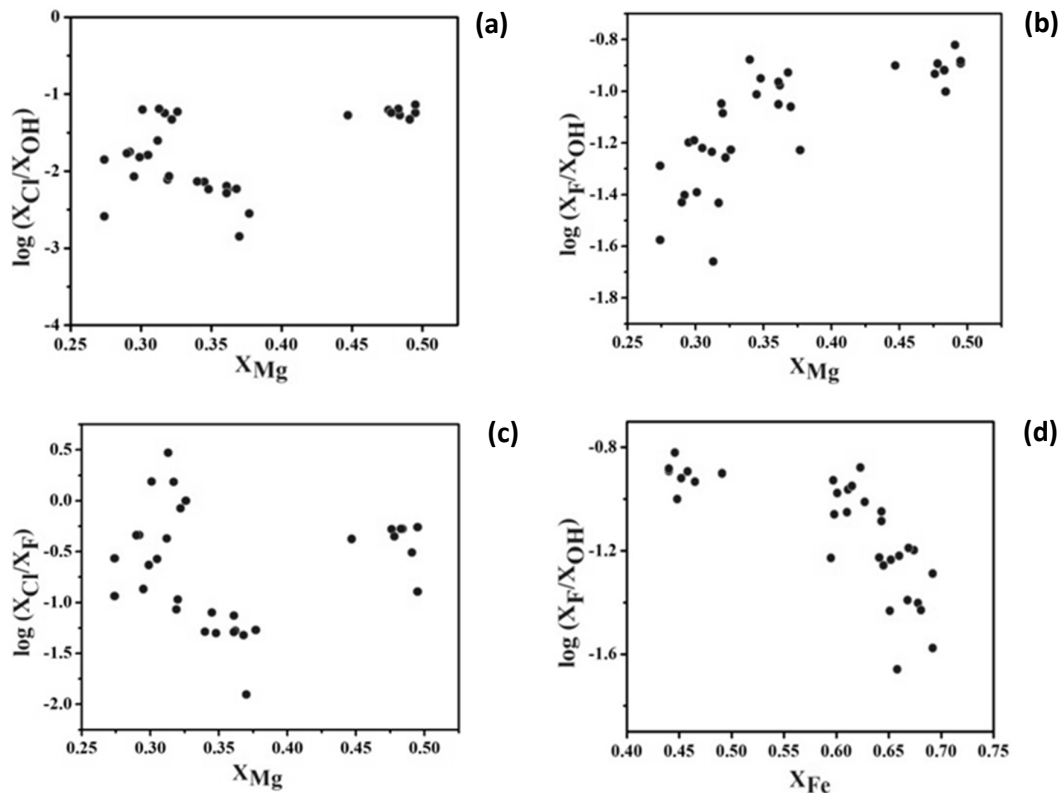 (a)
0
-1
-2
-3
-4
log (XCl/XOH)
0.25 0.30 0.35 0.40 0.45 0.50
XMg
(b)
-0.8
-1.0
-1.2
-1.4
-1.6
-1.8
log (XF/XOH)
0.25 0.30 0.35 0.40 0.45 0.50
XMg
(c)
0.5
0.0
-0.5
-1.0
-1.5
-2.0
log (XCl/XF)
0.25 0.30 0.35 0.40 0.45 0.50
XMg
(d)
-0.8
-1.2
-1.6
log (XF/XOH)
0.40 0.45 0.50 0.55 0.60 0.65 0.70 0.75
XFe